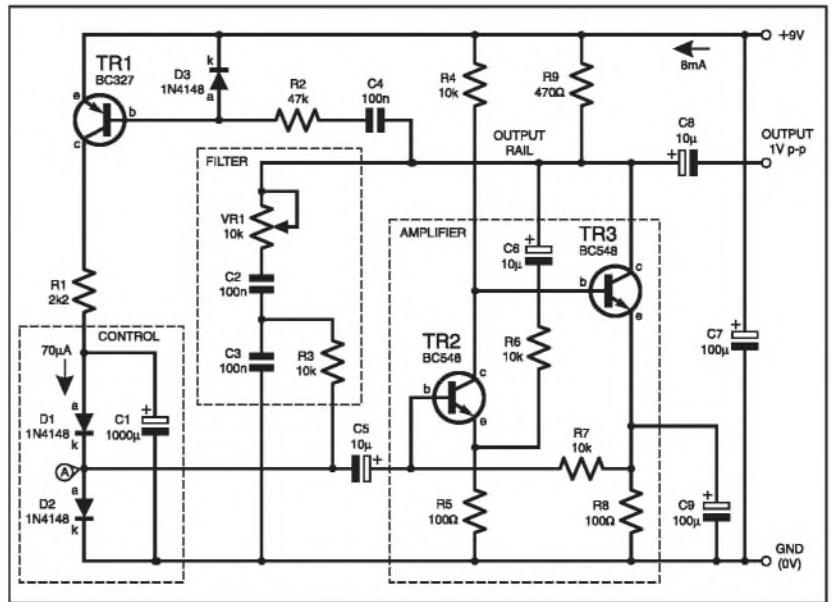 +9V
8mA
TR1
BC327
e
b
c
D3
1N4148
k
a
R2
47k
C4
100n
R4
10k
R9
470Ω
C8
10µ
+
OUTPUT
1V p-p
OUTPUT
RAIL
FILTER
VR1
10k
C2
100n
C3
100n
R3
10k
R1
2k2
CONTROL
70µA
D1
1N4148
a
k
C1
1000µ
+
A
D2
1N4148
a
k
C5
10µ
+
AMPLIFIER
C6
10µ
+
R6
10k
TR3
BC548
b
c
e
TR2
BC548
b
c
e
R7
10k
R5
100Ω
R8
100Ω
C9
100µ
+
C7
100µ
+
GND
(0V)